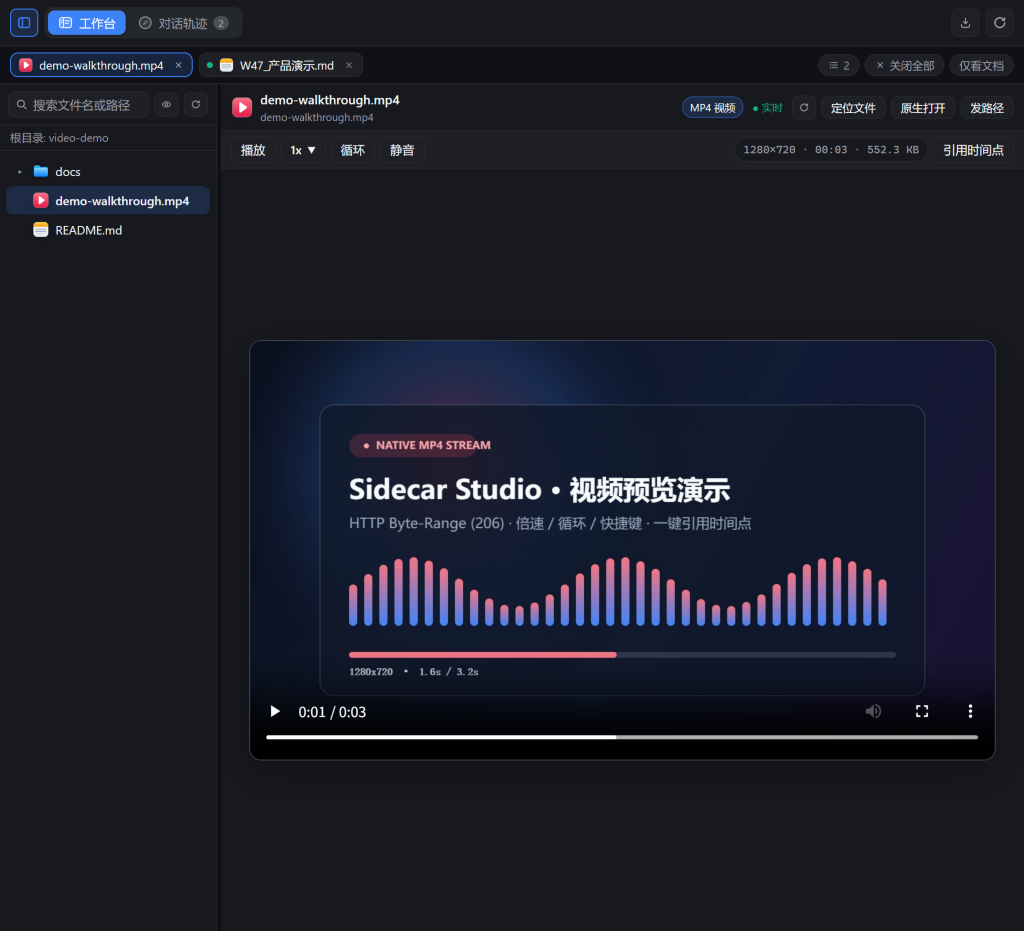 工作台
对话轨迹 2
demo-walkthrough.mp4 ×
W47_产品演示.md ×
2
× 关闭全部
仅看文档
搜索文件名或路径
根目录: video-demo
docs
demo-walkthrough.mp4
README.md
demo-walkthrough.mp4
demo-walkthrough.mp4
MP4 视频
实时
定位文件
原生打开
发路径
播放
1x ▼
循环
静音
1280×720 · 00:03 · 552.3 KB
引用时间点
• NATIVE MP4 STREAM
Sidecar Studio • 视频预览演示
HTTP Byte-Range (206) · 倍速 / 循环 / 快捷键 · 一键引用时间点
1280x720 • 1.6s / 3.2s
0:01 / 0:03